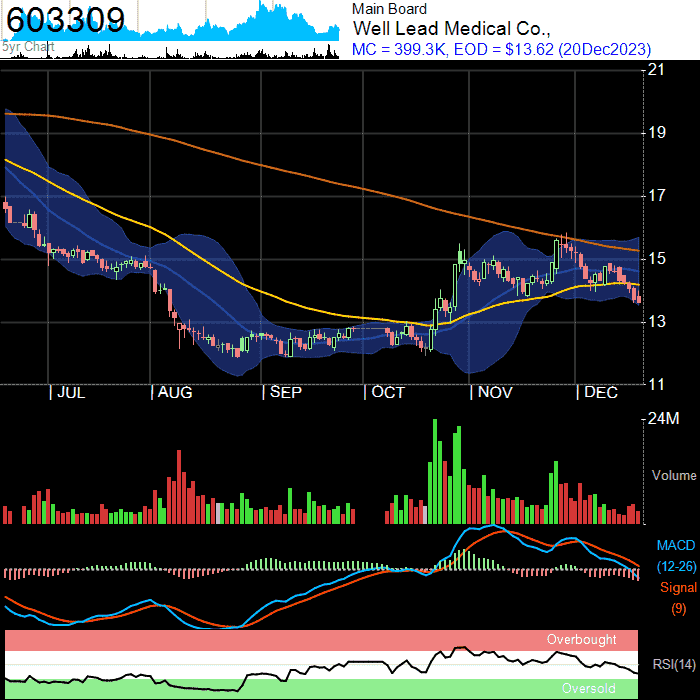 603309
5yr Chart
Main Board
Well Lead Medical Co.,
MC = 399.3K, EOD = $13.62 (20Dec2023)
21
19
17
15
13
11
| JUL | AUG | SEP | OCT | NOV | DEC
24M
Volume
MACD
(12-26)
Signal
(9)
Overbought
RSI(14)
Oversold